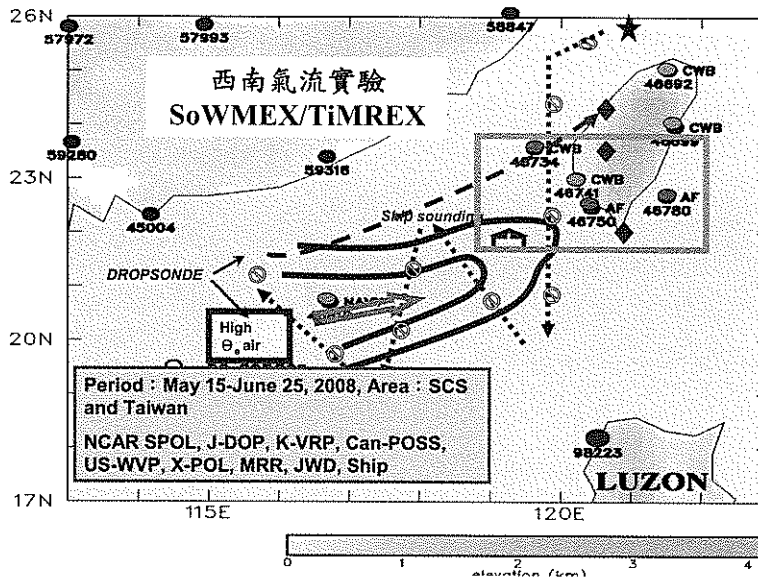 26N
57972
57993
58847
西南氣流實驗
SoWMEX/TiMREX
CWB
46692
CWB
46699
59280
59316
CWB
46734
23N
46741
AF
46750
AF
46780
45004
Ship sounding
DROPSONDE
20N
High
Θe air
Period : May 15-June 25, 2008, Area : SCS
and Taiwan
NCAR SPOL, J-DOP, K-VRP, Can-POSS,
US-WVP, X-POL, MRR, JWD, Ship
98223
LUZON
17N
115E
120E
0 1 2 3 4
elevation (km)